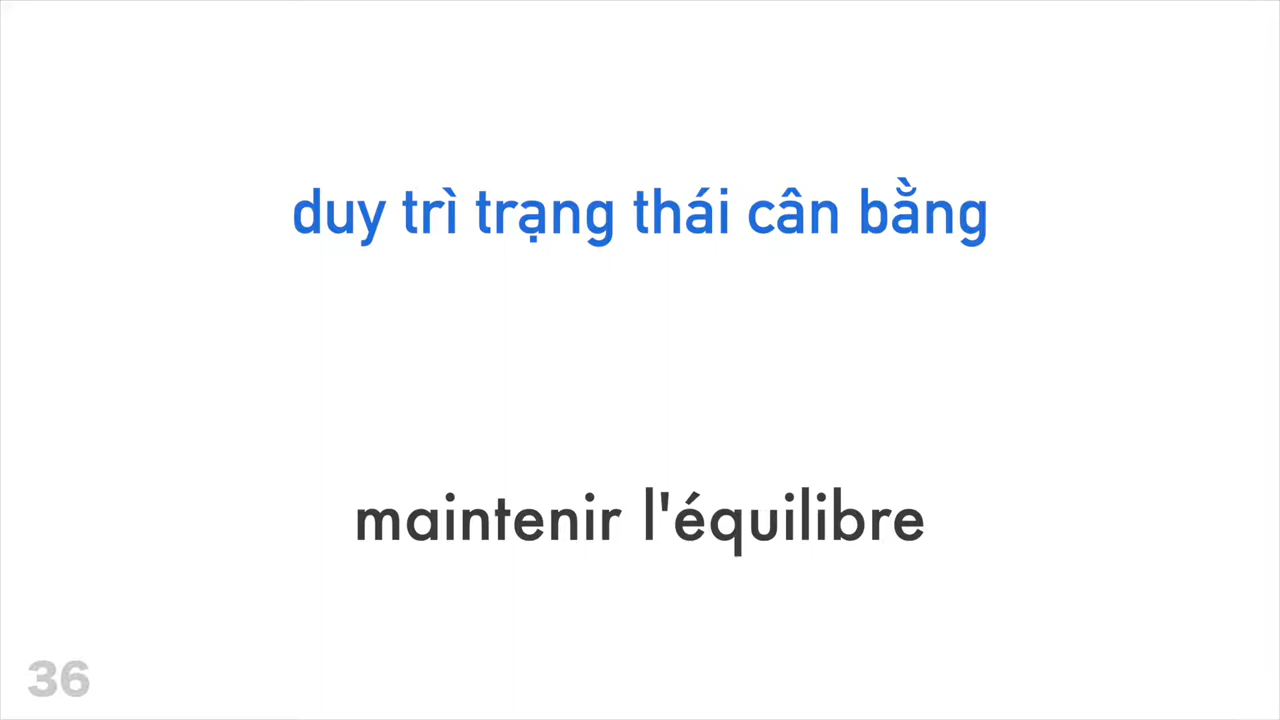 duy trì trạng thái cân bằng
maintenir l'équilibre
36